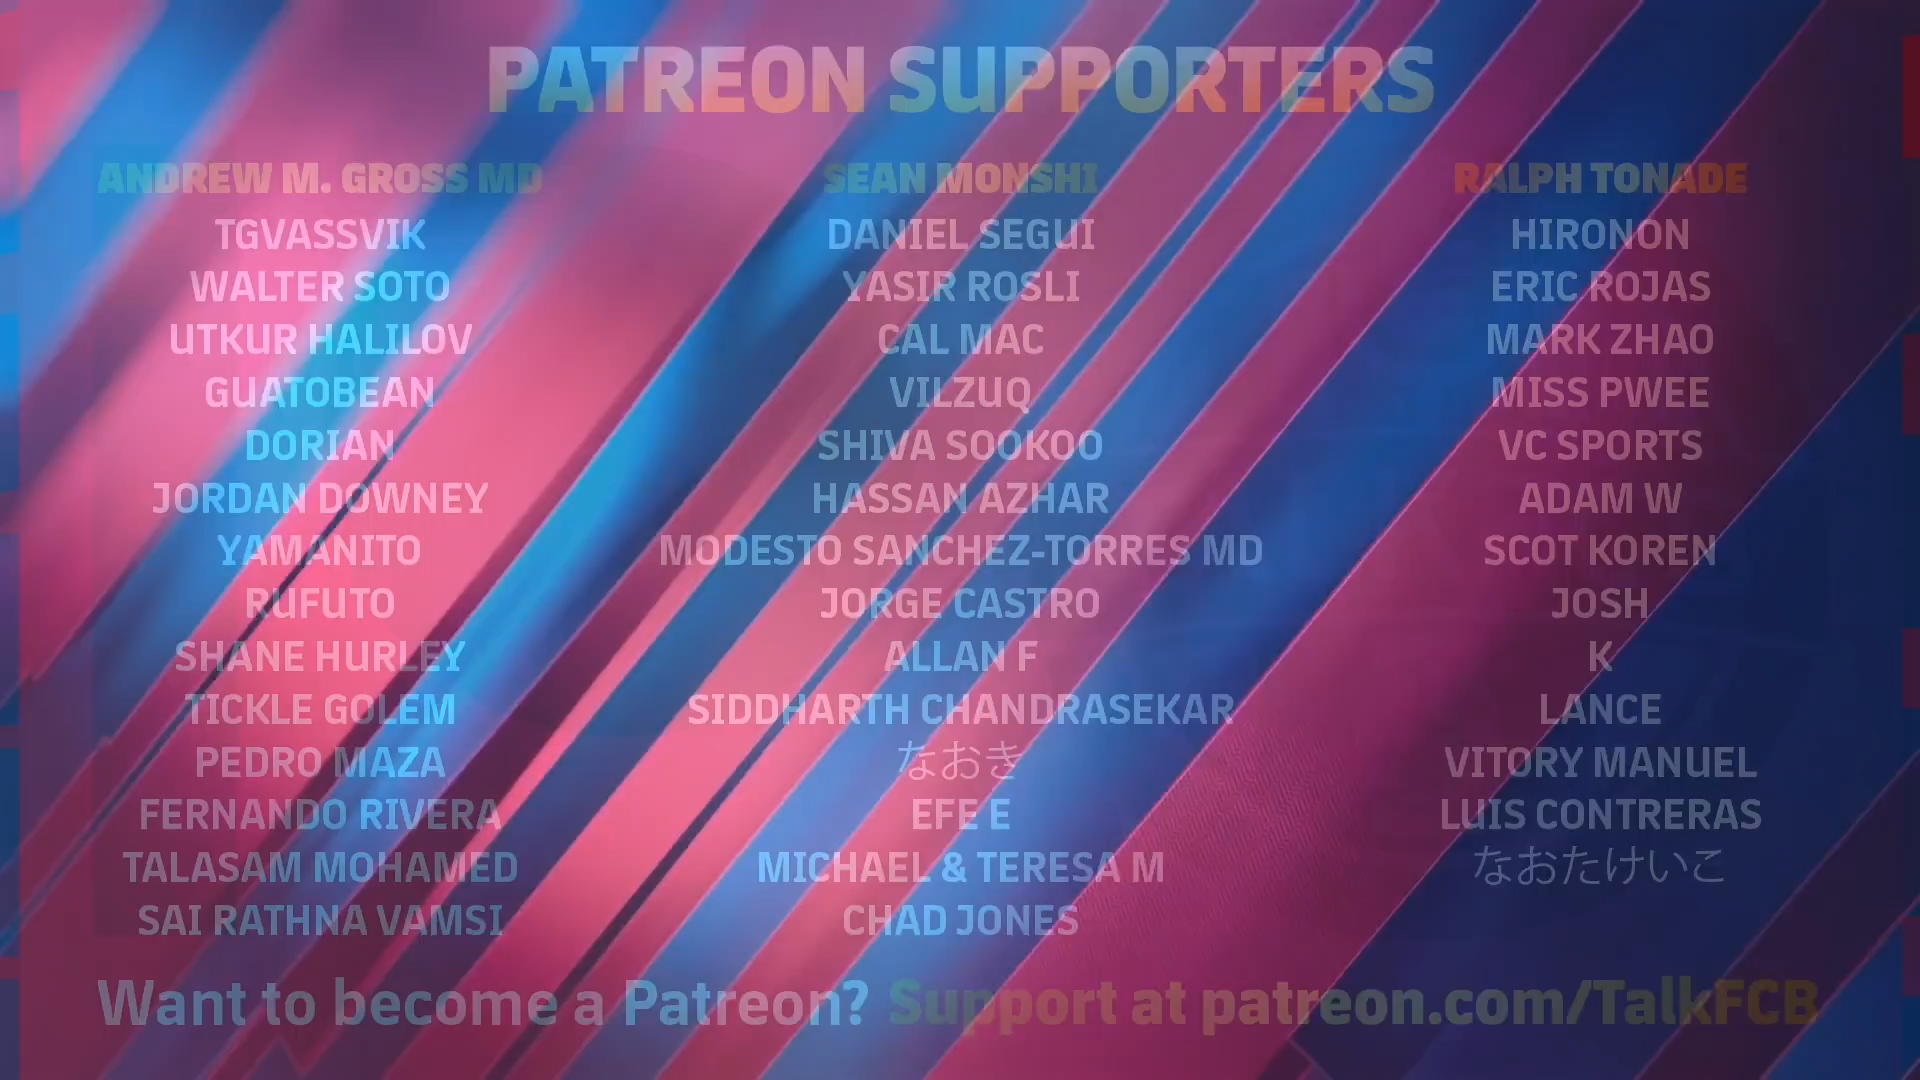 PATREON SUPPORTERS
ANDREW M. GROSS MD
TGVASSVIK
WALTER SOTO
UTKUR HALILOV
GUATOBEAN
DORIAN
JORDAN DOWNEY
YAMANITO
RUFUTO
SHANE HURLEY
TICKLE GOLEM
PEDRO MAZA
FERNANDO RIVERA
TALASAM MOHAMED
SAI RATHNA VAMSI
SEAN MONSHI
DANIEL SEGUI
YASIR ROSLI
CAL MAC
VILZUQ
SHIVA SOOKOO
HASSAN AZHAR
MODESTO SANCHEZ-TORRES MD
JORGE CASTRO
ALLAN F
SIDDHARTH CHANDRASEKAR
なおき
EFE E
MICHAEL & TERESA M
CHAD JONES
RALPH TONADE
HIRONON
ERIC ROJAS
MARK ZHAO
MISS PWEE
VC SPORTS
ADAM W
SCOT KOREN
JOSH
K
LANCE
VITORY MANUEL
LUIS CONTRERAS
なおたけいこ
Want to become a Patreon? Support at patreon.com/TalkFCB